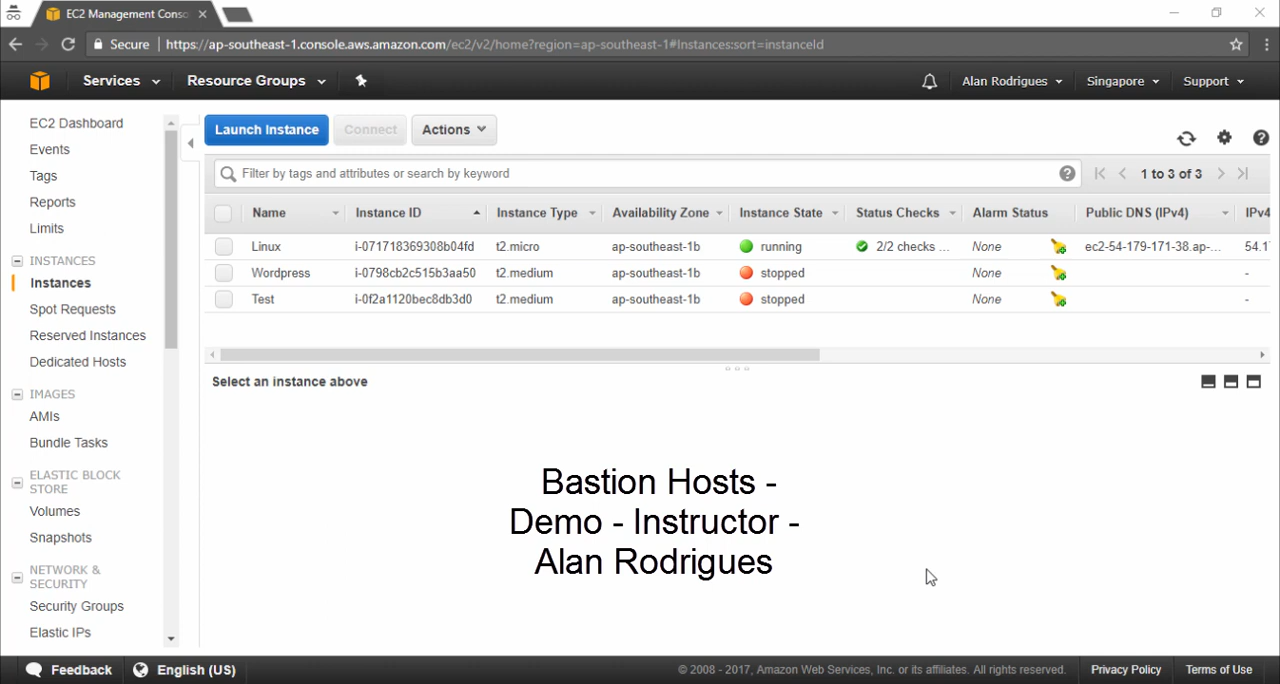 EC2 Management Conso
Secure https://ap-southeast-1.console.aws.amazon.com/ec2/v2/home?region=ap-southeast-1#Instances:sort=instanceId
Services Resource Groups Alan Rodrigues Singapore Support
EC2 Dashboard
Events
Tags
Reports
Limits
INSTANCES
Instances
Spot Requests
Reserved Instances
Dedicated Hosts
IMAGES
AMIs
Bundle Tasks
ELASTIC BLOCK
STORE
Volumes
Snapshots
NETWORK &
SECURITY
Security Groups
Elastic IPs
Launch Instance Connect Actions
Filter by tags and attributes or search by keyword 1 to 3 of 3
Name Instance ID Instance Type Availability Zone Instance State Status Checks Alarm Status Public DNS (IPv4) IPv4
Linux i-071718369308b04fd t2.micro ap-southeast-1b running 2/2 checks ... None ec2-54-179-171-38.ap-... 54.1
Wordpress i-0798cb2c515b3aa50 t2.medium ap-southeast-1b stopped None -
Test i-0f2a1120bec8db3d0 t2.medium ap-southeast-1b stopped None -
Select an instance above
Bastion Hosts -
Demo - Instructor -
Alan Rodrigues
Feedback English (US) © 2008 - 2017, Amazon Web Services, Inc. or its affiliates. All rights reserved. Privacy Policy Terms of Use